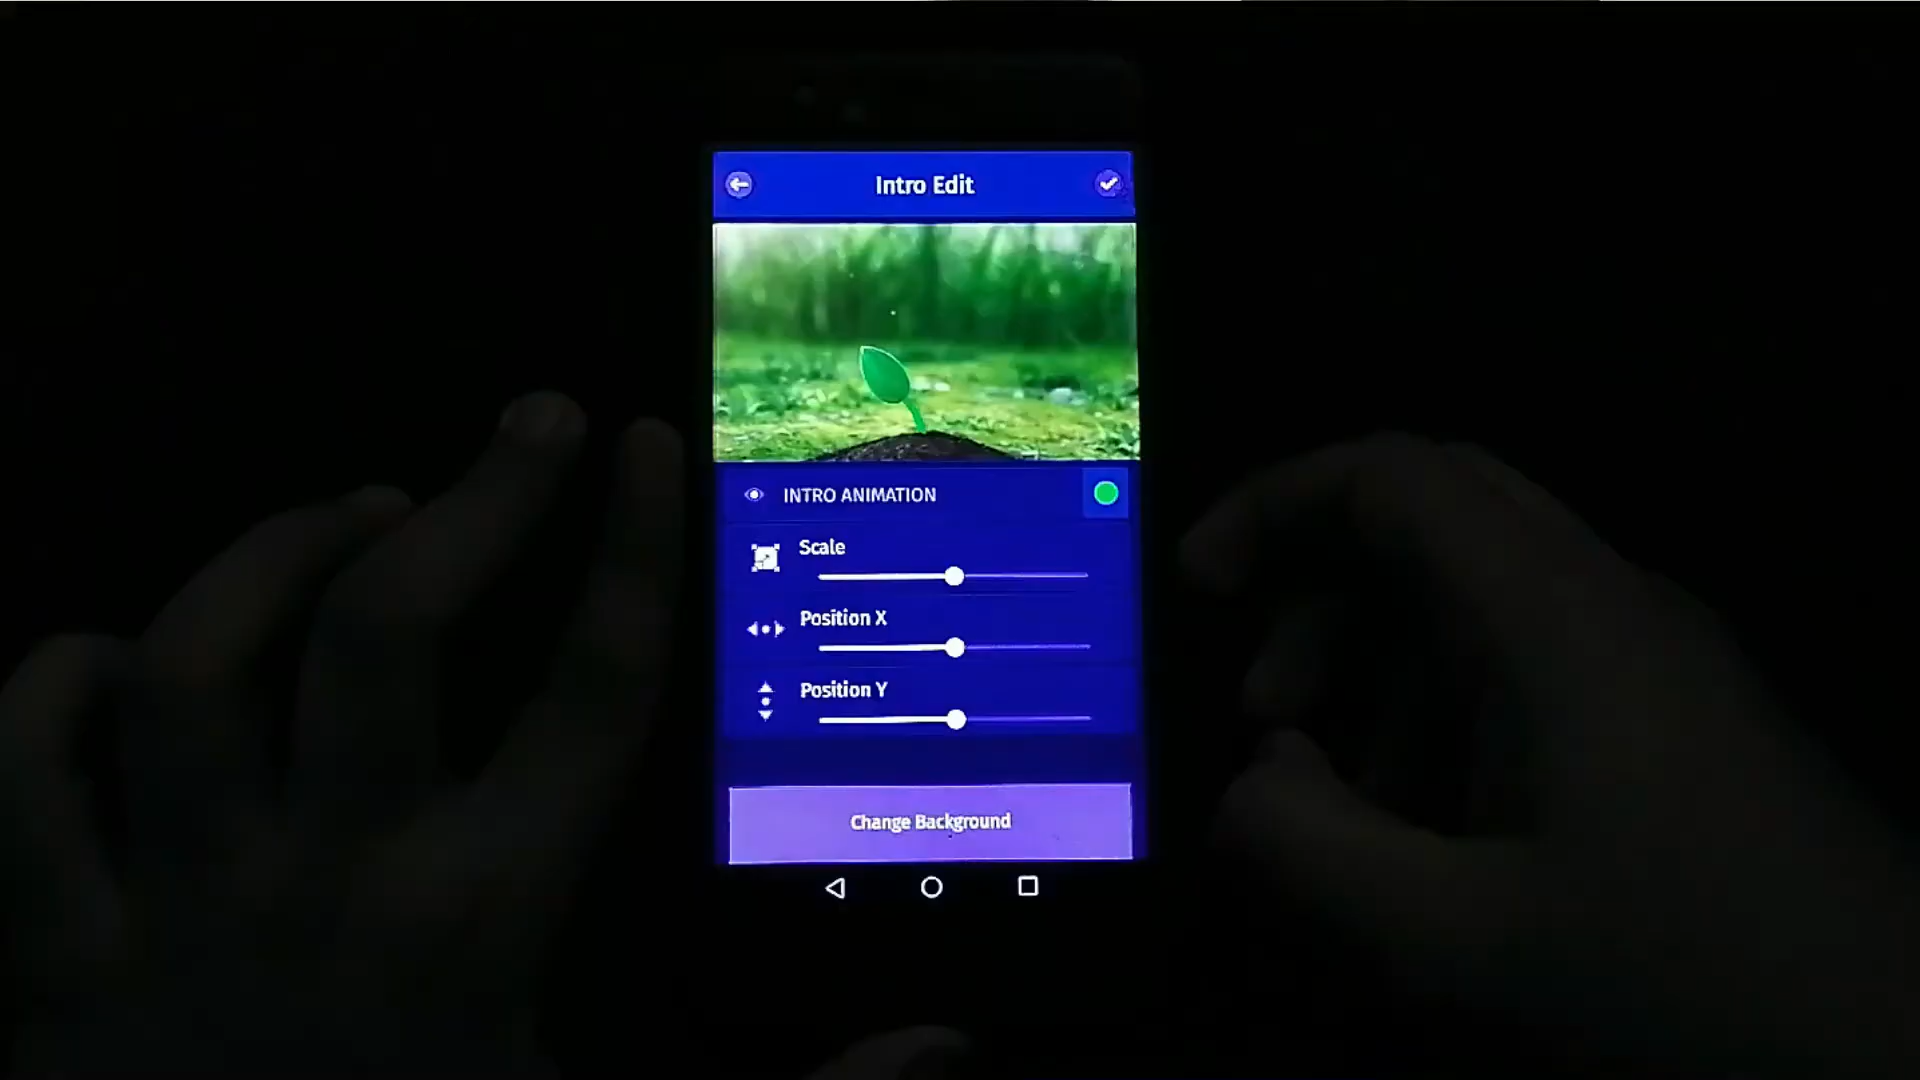 Intro Edit
INTRO ANIMATION
Scale
Position X
Position Y
Change Background